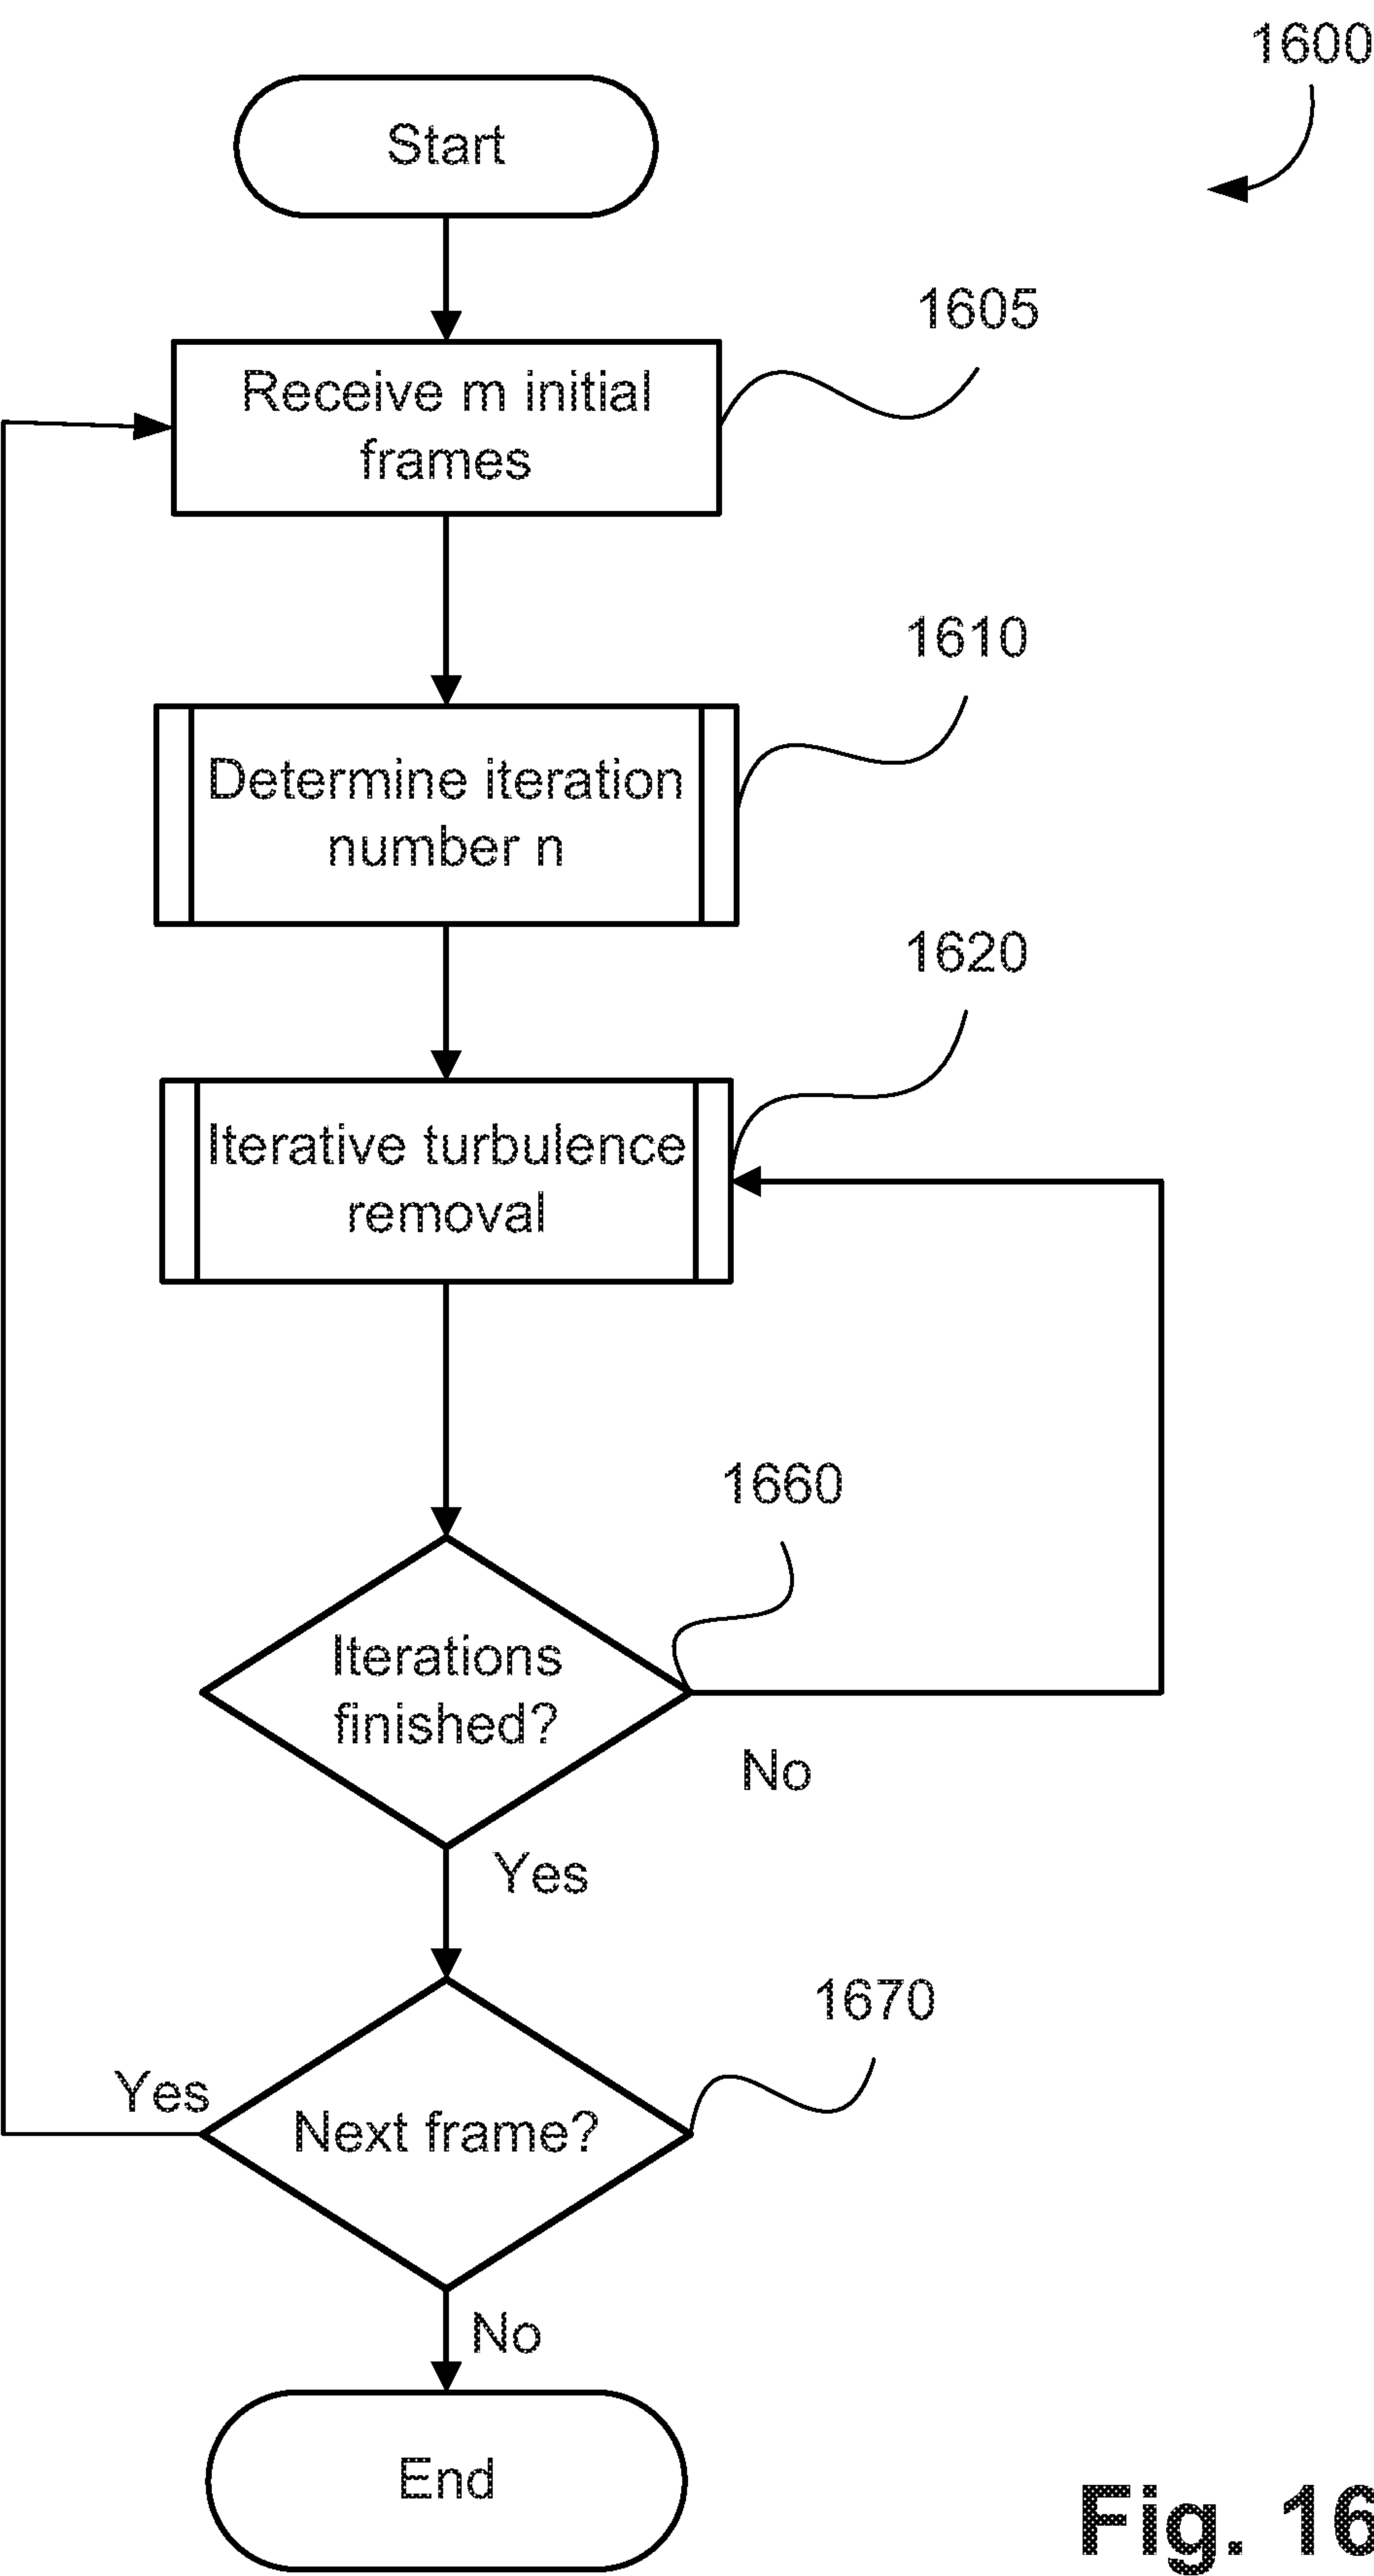 1600
Start
1605
Receive m initial
frames
1610
Determine iteration
number n
1620
Iterative turbulence
removal
1660
Iterations
finished?
No
Yes
1670
Yes
Next frame?
No
End
Fig. 16